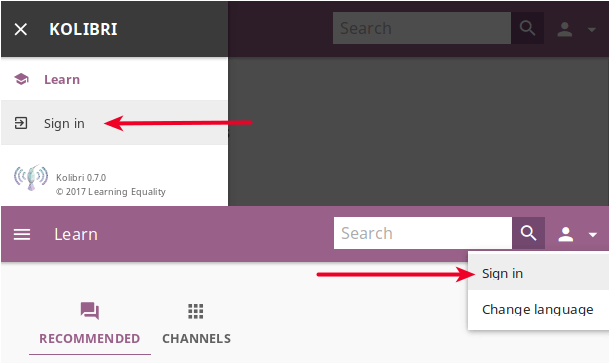 KOLIBRI
Search
Learn
Sign in
Kolibri 0.7.0
© 2017 Learning Equality
Learn
Search
Sign in
Change language
RECOMMENDED
CHANNELS